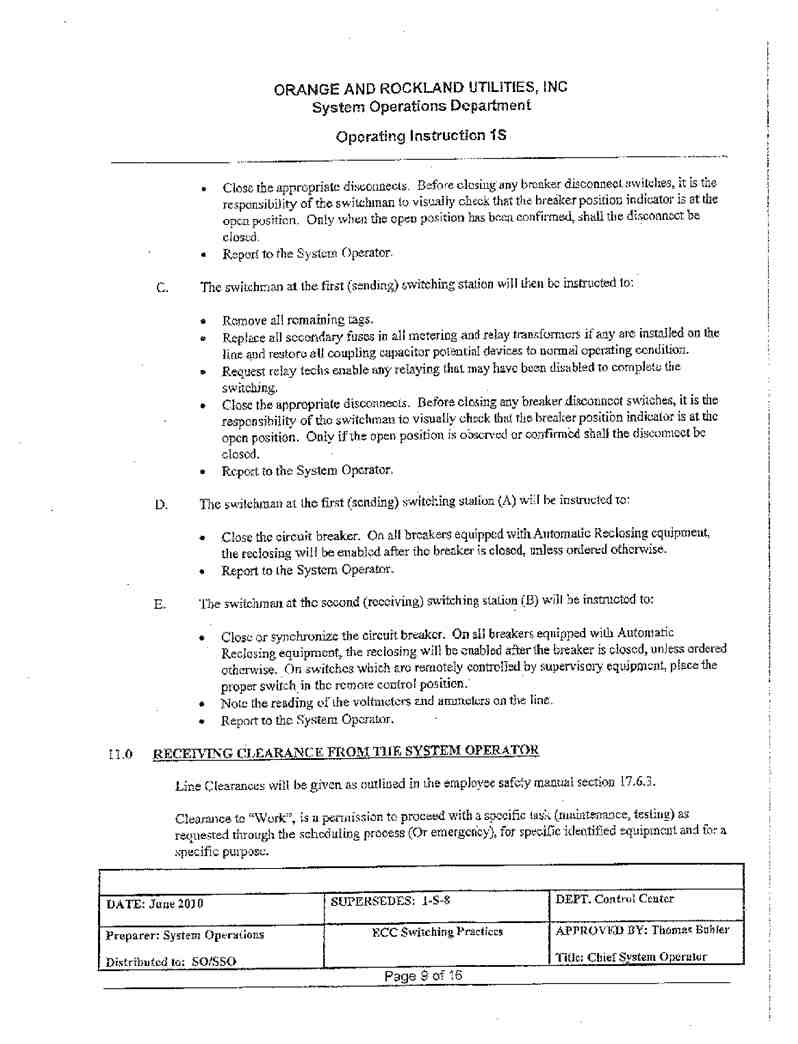 ORANGE AND ROCKLAND UTILITIES, INC
System Operations Department
Operating Instruction 1S
• Close the appropriate disconnects. Before closing any breaker disconnect switches, it is the
responsibility of the switchman to visually check that the breaker position indicator is at the
open position. Only when the open position has been confirmed, shall the disconnect be
closed.
• Report to the System Operator.
C. The switchman at the first (sending) switching station will then be instructed to:
• Remove all remaining tags.
• Replace all secondary fuses in all metering and relay transformers if any are installed on the
line and restore all coupling capacitor potential devices to normal operating condition.
• Request relay techs enable any relaying that may have been disabled to complete the
switching.
• Close the appropriate disconnects. Before closing any breaker disconnect switches, it is the
responsibility of the switchman to visually check that the breaker position indicator is at the
open position. Only if the open position is observed or confirmed shall the disconnect be
closed.
• Report to the System Operator.
D. The switchman at the first (sending) switching station (A) will be instructed to:
• Close the circuit breaker. On all breakers equipped with Automatic Reclosing equipment,
the reclosing will be enabled after the breaker is closed, unless ordered otherwise.
• Report to the System Operator.
E. The switchman at the second (receiving) switching station (B) will be instructed to:
• Close or synchronize the circuit breaker. On all breakers equipped with Automatic
Reclosing equipment, the reclosing will be enabled after the breaker is closed, unless ordered
otherwise. On switches which are remotely controlled by supervisory equipment, place the
proper switch in the remote control position.
• Note the reading of the voltmeters and ammeters on the line.
• Report to the System Operator.
11.0 RECEIVING CLEARANCE FROM THE SYSTEM OPERATOR
Line Clearances will be given as outlined in the employee safety manual section 17.6.3.
Clearance to "Work", is a permission to proceed with a specific task (maintenance, testing) as
requested through the scheduling process (Or emergency), for specific identified equipment and for a
specific purpose.
DATE: June 2010 SUPERSEDES: 1-S-8 DEPT. Control Center
Preparer: System Operations ECC Switching Practices APPROVED BY: Thomas Buhler
Distributed to: SO/SSO Title: Chief System Operator
Page 9 of 16